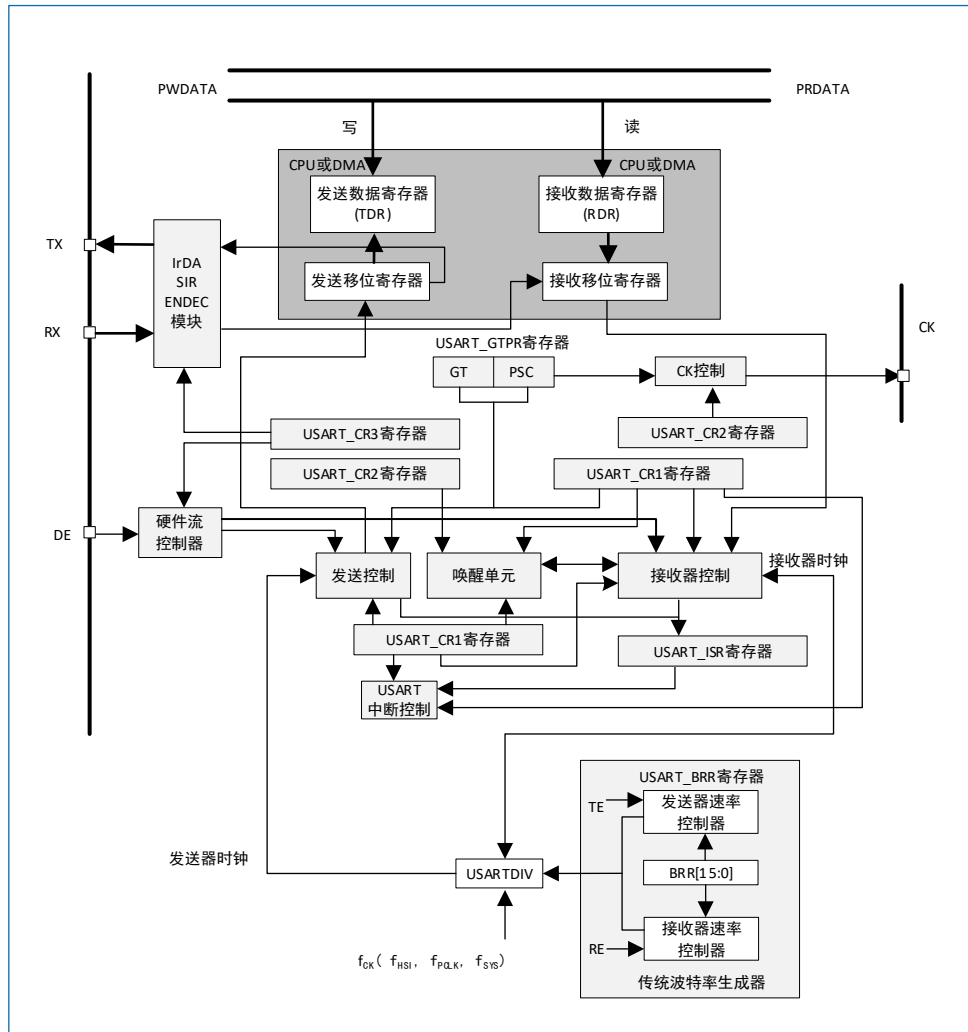 PWDATA
PRDATA
写
读
CPU或DMA
CPU或DMA
发送数据寄存器
(TDR)
接收数据寄存器
(RDR)
TX
IrDA
SIR
ENDEC
模块
发送移位寄存器
接收移位寄存器
RX
CK
USART_GTPR寄存器
GT
PSC
CK控制
USART_CR3寄存器
USART_CR2寄存器
USART_CR2寄存器
USART_CR1寄存器
DE
硬件流
控制器
接收器时钟
发送控制
唤醒单元
接收器控制
USART_CR1寄存器
USART_ISR寄存器
USART
中断控制
USART_BRR寄存器
TE
发送器速率
控制器
发送器时钟
USARTDIV
BRR[15:0]
接收器速率
控制器
RE
fCK( fHSI, fPCLK, fSYS)
传统波特率生成器